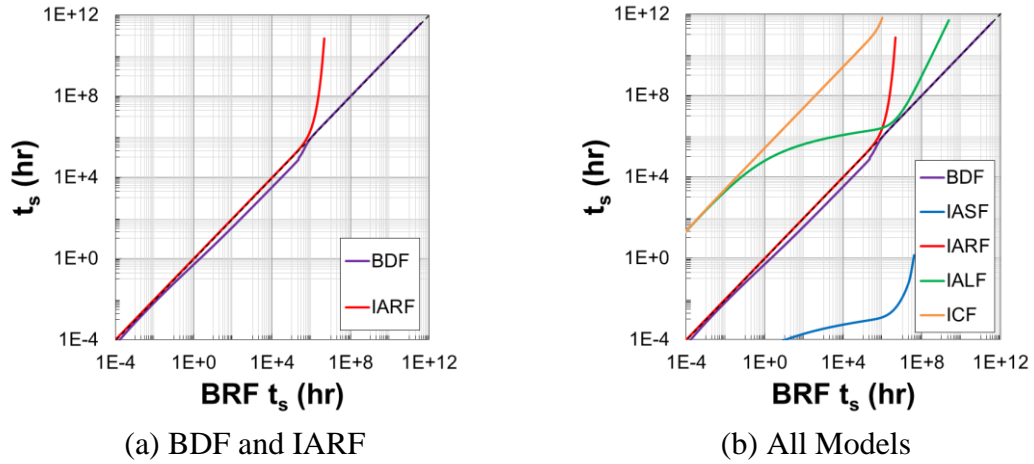 1E+12
1E+8
1E+4
1E+0
1E-4
t_s (hr)
1E-4 1E+0 1E+4 1E+8 1E+12
BRF t_s (hr)
BDF
IARF
(a) BDF and IARF
1E+12
1E+8
1E+4
1E+0
1E-4
t_s (hr)
1E-4 1E+0 1E+4 1E+8 1E+12
BRF t_s (hr)
BDF
IASF
IARF
IALF
ICF
(b) All Models